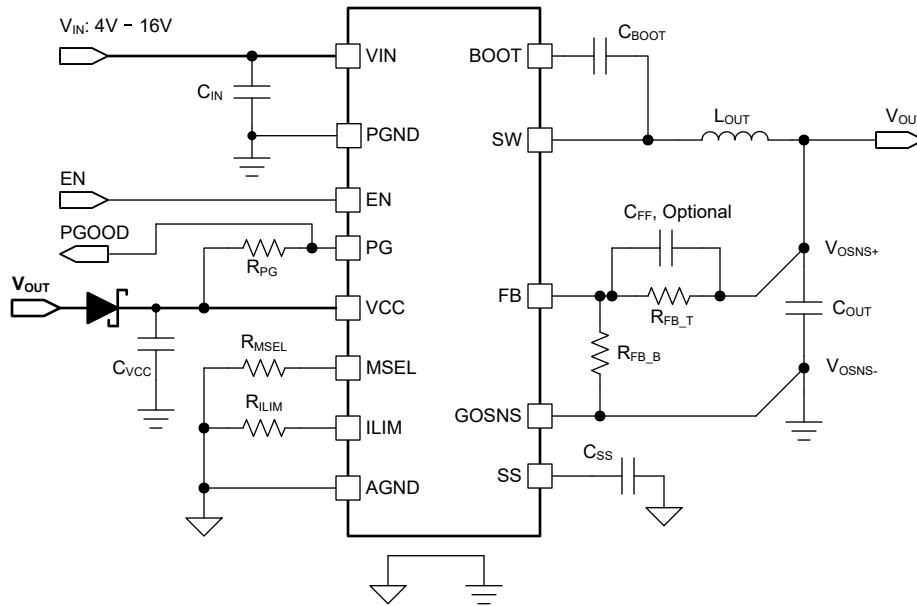 VIN: 4V − 16V
CIN
VIN
PGND
EN
EN
PGOOD
PG
RPG
VOUT
VCC
CVCC
RMSEL
MSEL
RILIM
ILIM
AGND
BOOT
CBOOT
SW
LOUT
VOUT
CFF, Optional
VOSNS+
FB
RFB_T
COUT
RFB_B
VOSNS-
GOSNS
CSS
SS